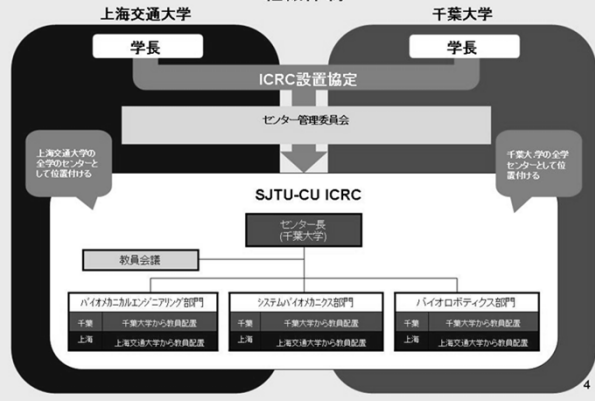 上海交通大学
千葉大学
学長
学長
ICRC設置協定
センター管理委員会
上海交通大学の
全学のセンターと
して位置付ける
千葉大学の全学
センターとして位
置付ける
SJTU-CU ICRC
センター長
(千葉大学)
教員会議
バイオメカニカルエンジニアリング部門
システムバイオメカニクス部門
バイオロボティクス部門
千葉 千葉大学から教員配置
千葉 千葉大学から教員配置
千葉 千葉大学から教員配置
上海 上海交通大学から教員配置
上海 上海交通大学から教員配置
上海 上海交通大学から教員配置
4